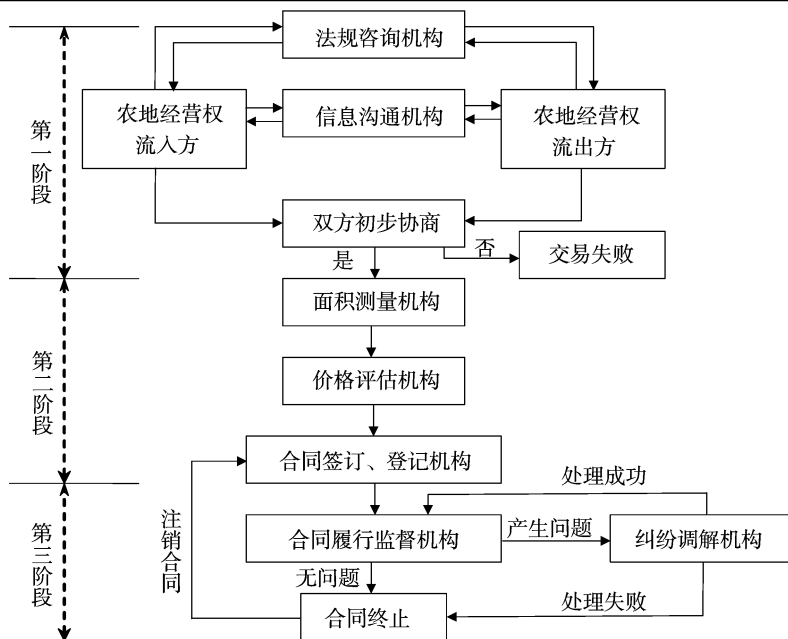 法规咨询机构
农地经营权
流入方
信息沟通机构
农地经营权
流出方
第一阶段
双方初步协商
是
否
交易失败
面积测量机构
第二阶段
价格评估机构
合同签订、登记机构
处理成功
注销合同
第三阶段
合同履行监督机构
产生问题
纠纷调解机构
无问题
合同终止
处理失败